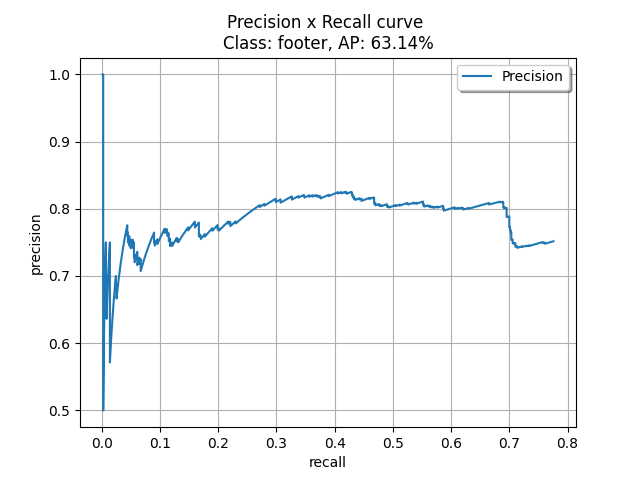 Precision x Recall curve
Class: footer, AP: 63.14%
Precision
1.0
0.9
0.8
0.7
0.6
0.5
precision
0.0 0.1 0.2 0.3 0.4 0.5 0.6 0.7 0.8
recall